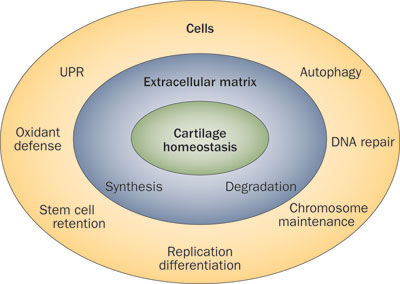 Cells
UPR
Autophagy
Extracellular matrix
Cartilage
homeostasis
Oxidant
defense
DNA repair
Synthesis
Degradation
Stem cell
retention
Chromosome
maintenance
Replication
differentiation